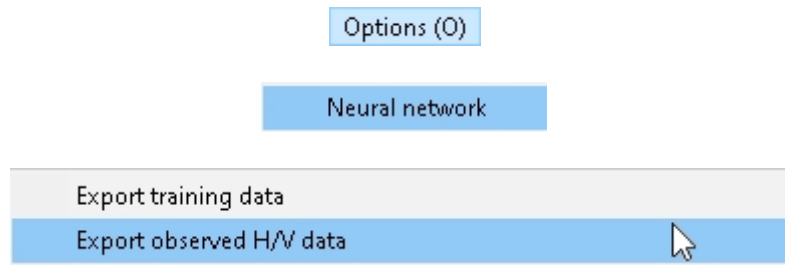 Options (O)
Neural network
Export training data
Export observed H/V data